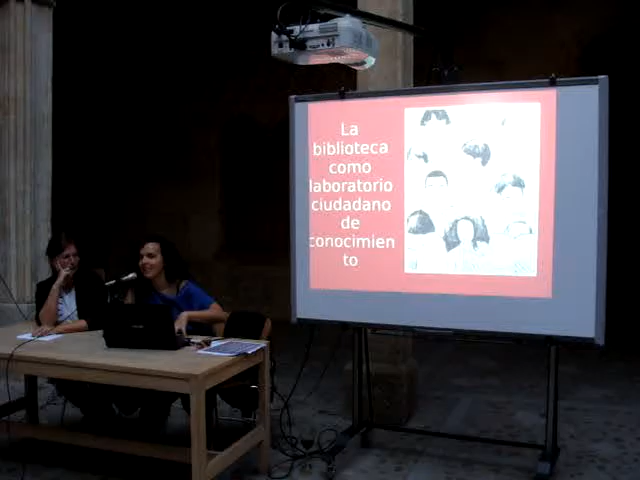 La
biblioteca
como
laboratorio
ciudadano
de
conocimien
to